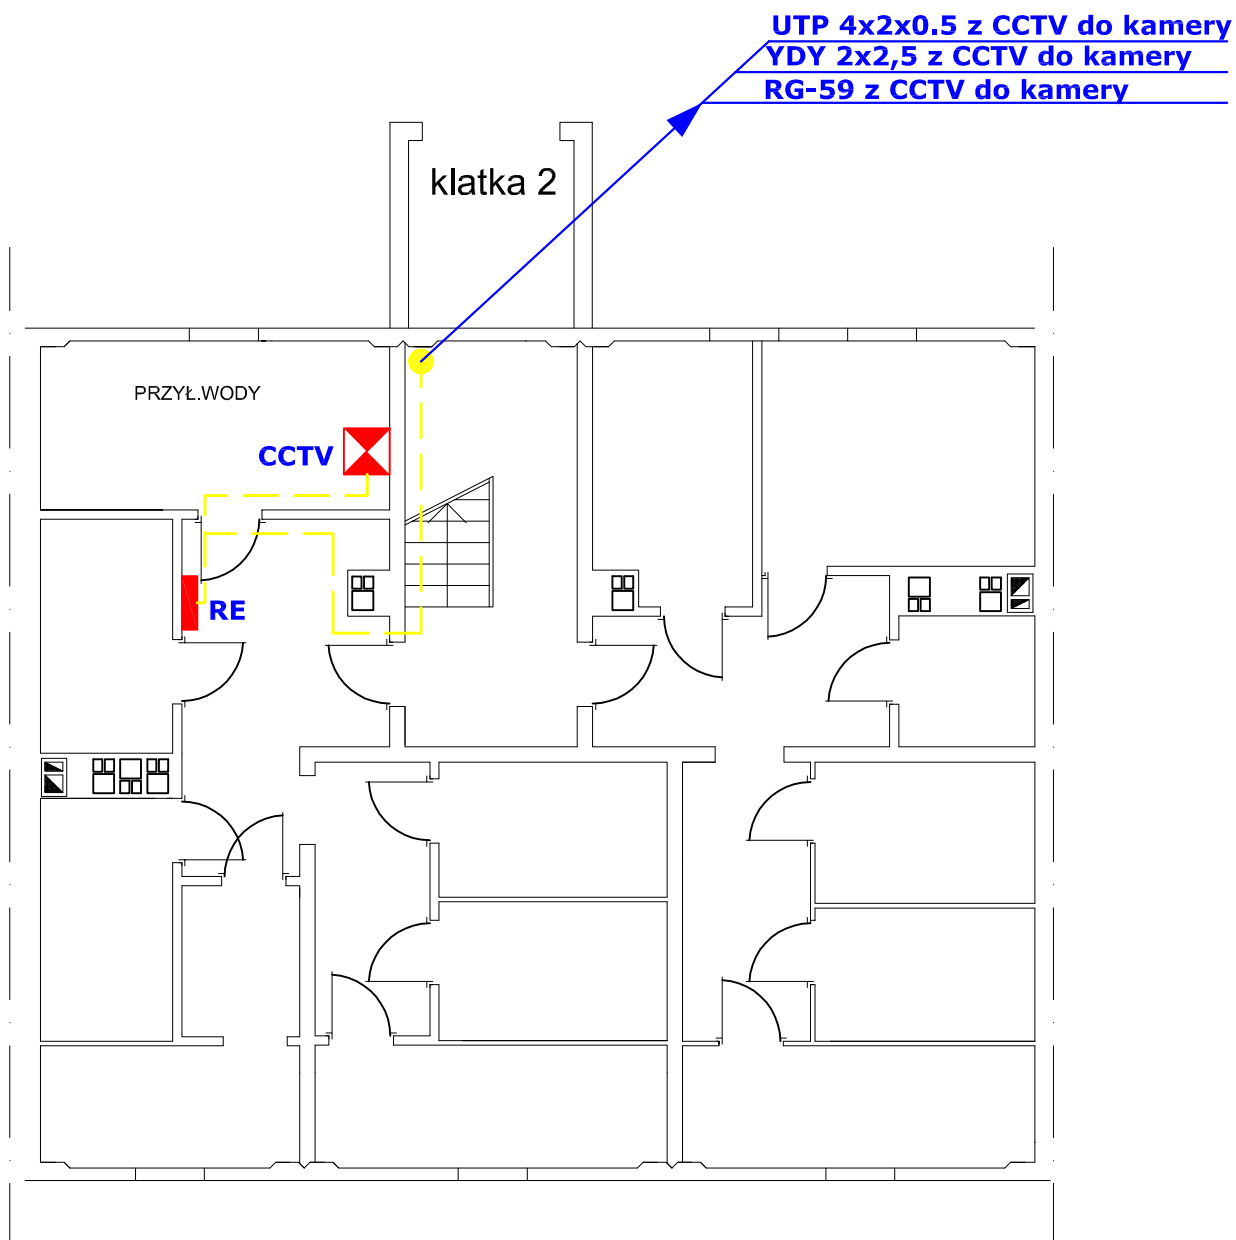 UTP 4x2x0.5 z CCTV do kamery
YDY 2x2,5 z CCTV do kamery
RG-59 z CCTV do kamery
klatka 2
PRZYŁ.WODY
CCTV
RE